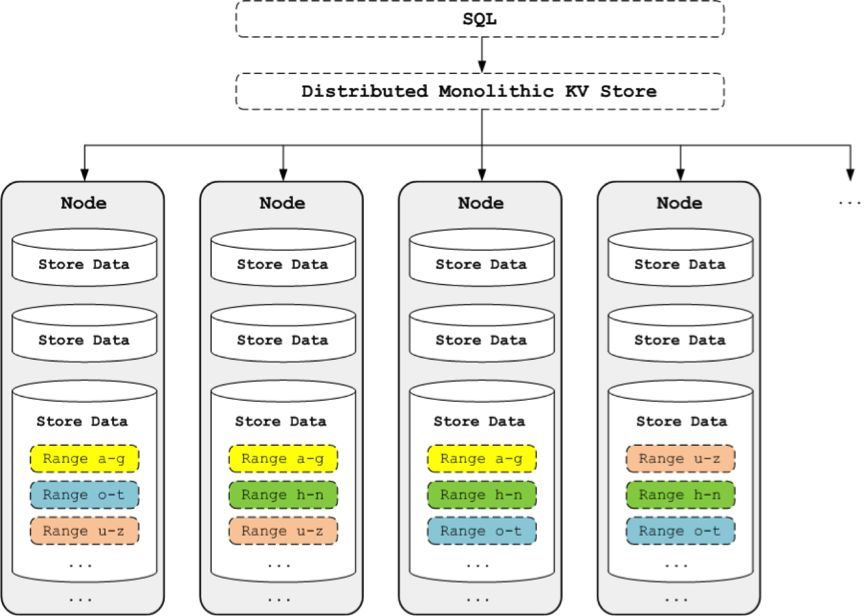 SQL
Distributed Monolithic KV Store
Node
Store Data
Store Data
Store Data
Range a-g
Range o-t
Range u-z
...
...
Node
Store Data
Store Data
Store Data
Range a-g
Range h-n
Range u-z
...
...
Node
Store Data
Store Data
Store Data
Range a-g
Range h-n
Range o-t
...
...
Node
Store Data
Store Data
Store Data
Range u-z
Range h-n
Range o-t
...
...
...